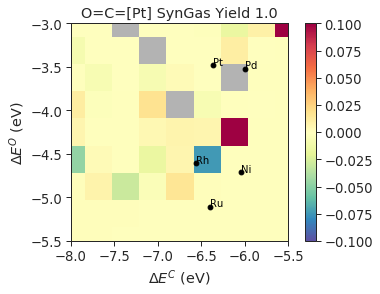 O=C=[Pt] SynGas Yield 1.0
-3.0
-3.5
-4.0
-4.5
-5.0
-5.5
ΔE^O (eV)
Pt
Pd
Rh
Ni
Ru
-8.0 -7.5 -7.0 -6.5 -6.0 -5.5
ΔE^C (eV)
0.100
0.075
0.050
0.025
0.000
-0.025
-0.050
-0.075
-0.100